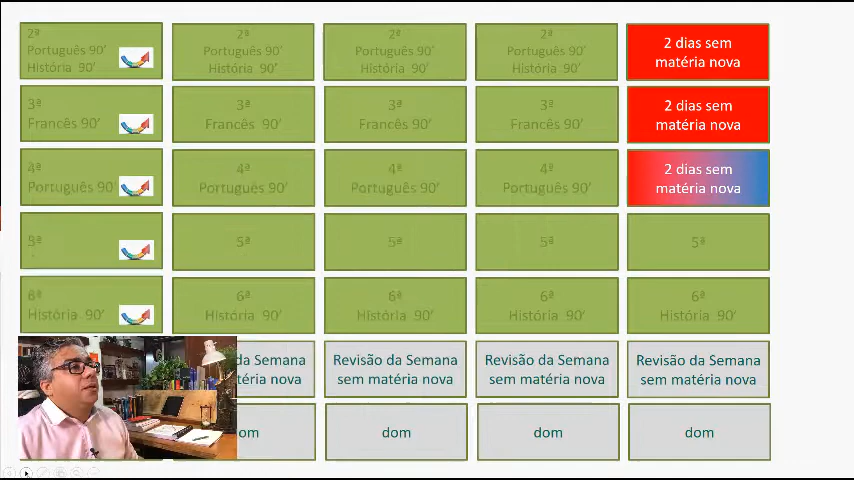 2ª
Português 90'
História 90'
2ª
Português 90'
História 90'
2ª
Português 90'
História 90'
2ª
Português 90'
História 90'
2 dias sem
matéria nova
3ª
Francês 90'
3ª
Francês 90'
3ª
Francês 90'
3ª
Francês 90'
2 dias sem
matéria nova
4ª
Português 90
4ª
Português 90'
4ª
Português 90'
4ª
Português 90'
2 dias sem
matéria nova
5ª
5ª
5ª
5ª
5ª
6ª
História 90'
6ª
História 90'
6ª
História 90'
6ª
História 90'
6ª
História 90'
da Semana
téria nova
Revisão da Semana
sem matéria nova
Revisão da Semana
sem matéria nova
Revisão da Semana
sem matéria nova
om
dom
dom
dom